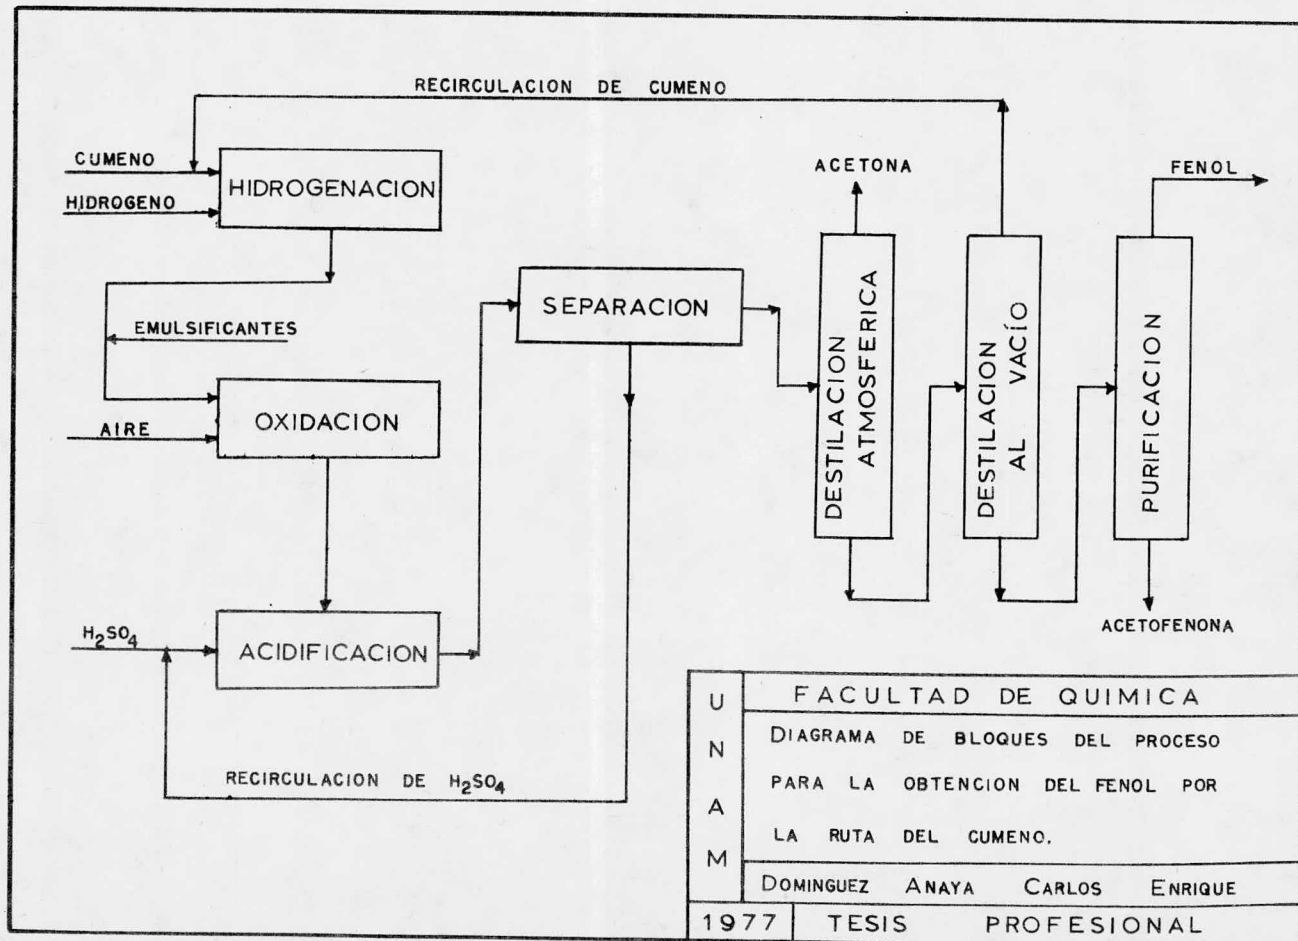 RECIRCULACION DE CUMENO
CUMENO
HIDROGENO
HIDROGENACION
ACETONA
FENOL
EMULSIFICANTES
SEPARACION
AIRE
OXIDACION
DESTILACION
ATMOSFERICA
DESTILACION
AL VACÍO
PURIFICACION
H₂SO₄
ACIDIFICACION
ACETOFENONA
RECIRCULACION DE H₂SO₄
UNAM
FACULTAD DE QUIMICA
DIAGRAMA DE BLOQUES DEL PROCESO
PARA LA OBTENCION DEL FENOL POR
LA RUTA DEL CUMENO.
DOMINGUEZ ANAYA CARLOS ENRIQUE
1977 TESIS PROFESIONAL